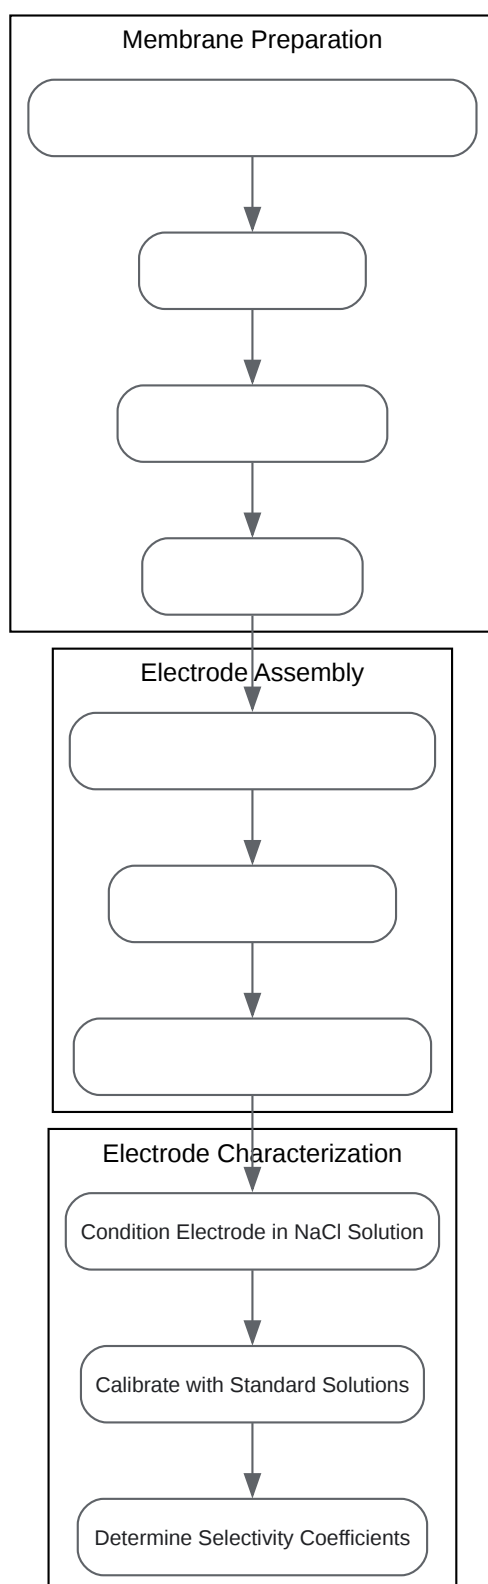 Membrane Preparation
Electrode Assembly
Electrode Characterization
Condition Electrode in NaCl Solution
Calibrate with Standard Solutions
Determine Selectivity Coefficients